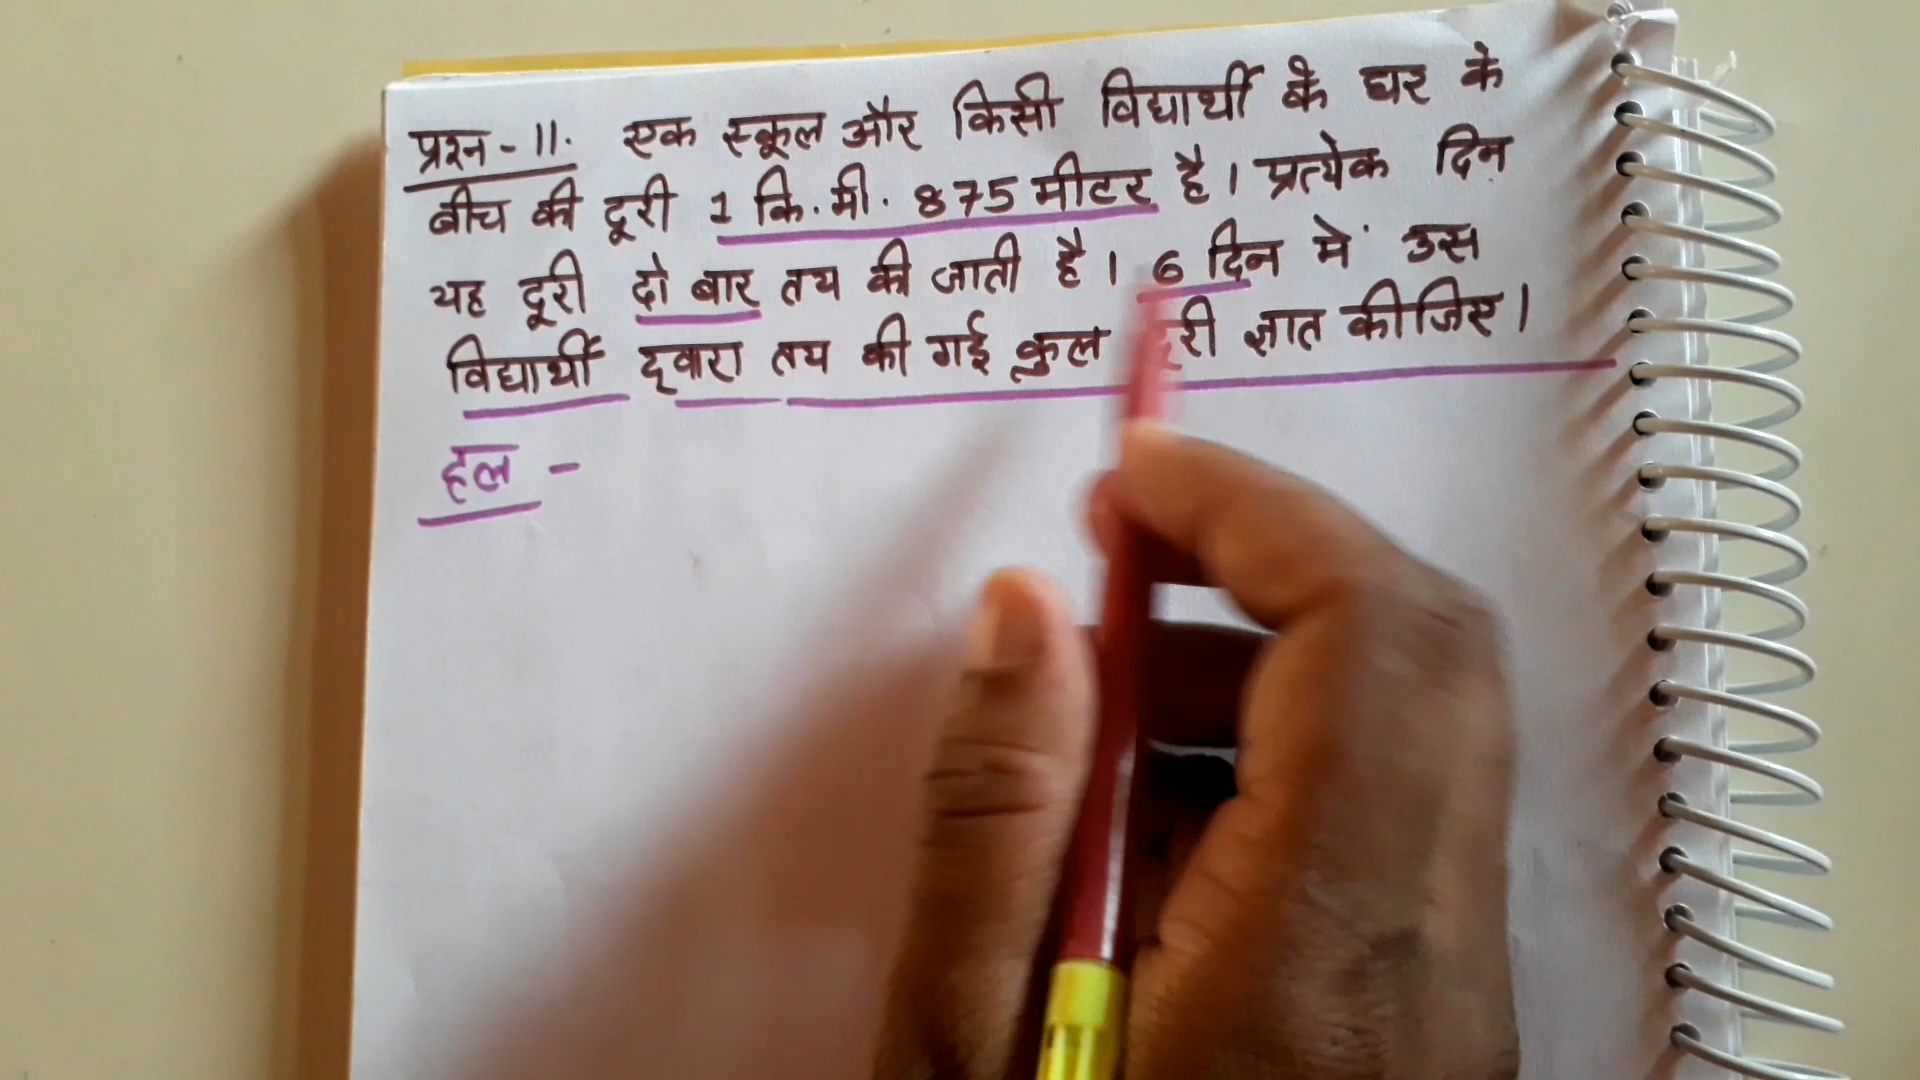 प्रश्न-11. एक स्कूल और किसी विद्यार्थी के घर के
बीच की दूरी 1 कि.मी. 875 मीटर है। प्रत्येक दिन
यह दूरी दो बार तय की जाती है। 6 दिन में उस
विद्यार्थी द्वारा तय की गई कुल ज्ञात कीजिए।
हल -